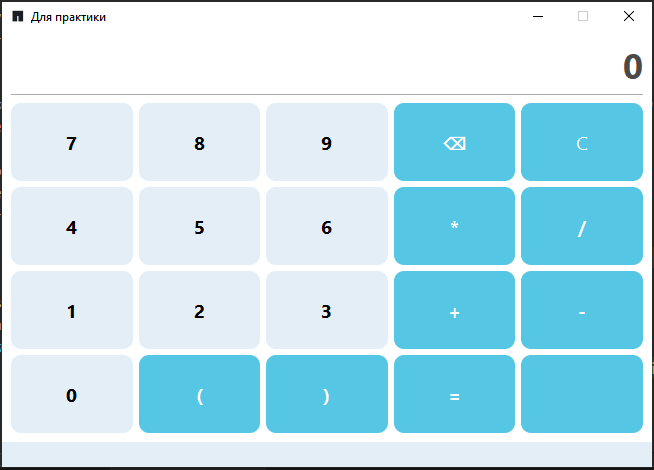 Для практики
0
7 8 9 ⌫ C
4 5 6 * /
1 2 3 + -
0 ( ) =